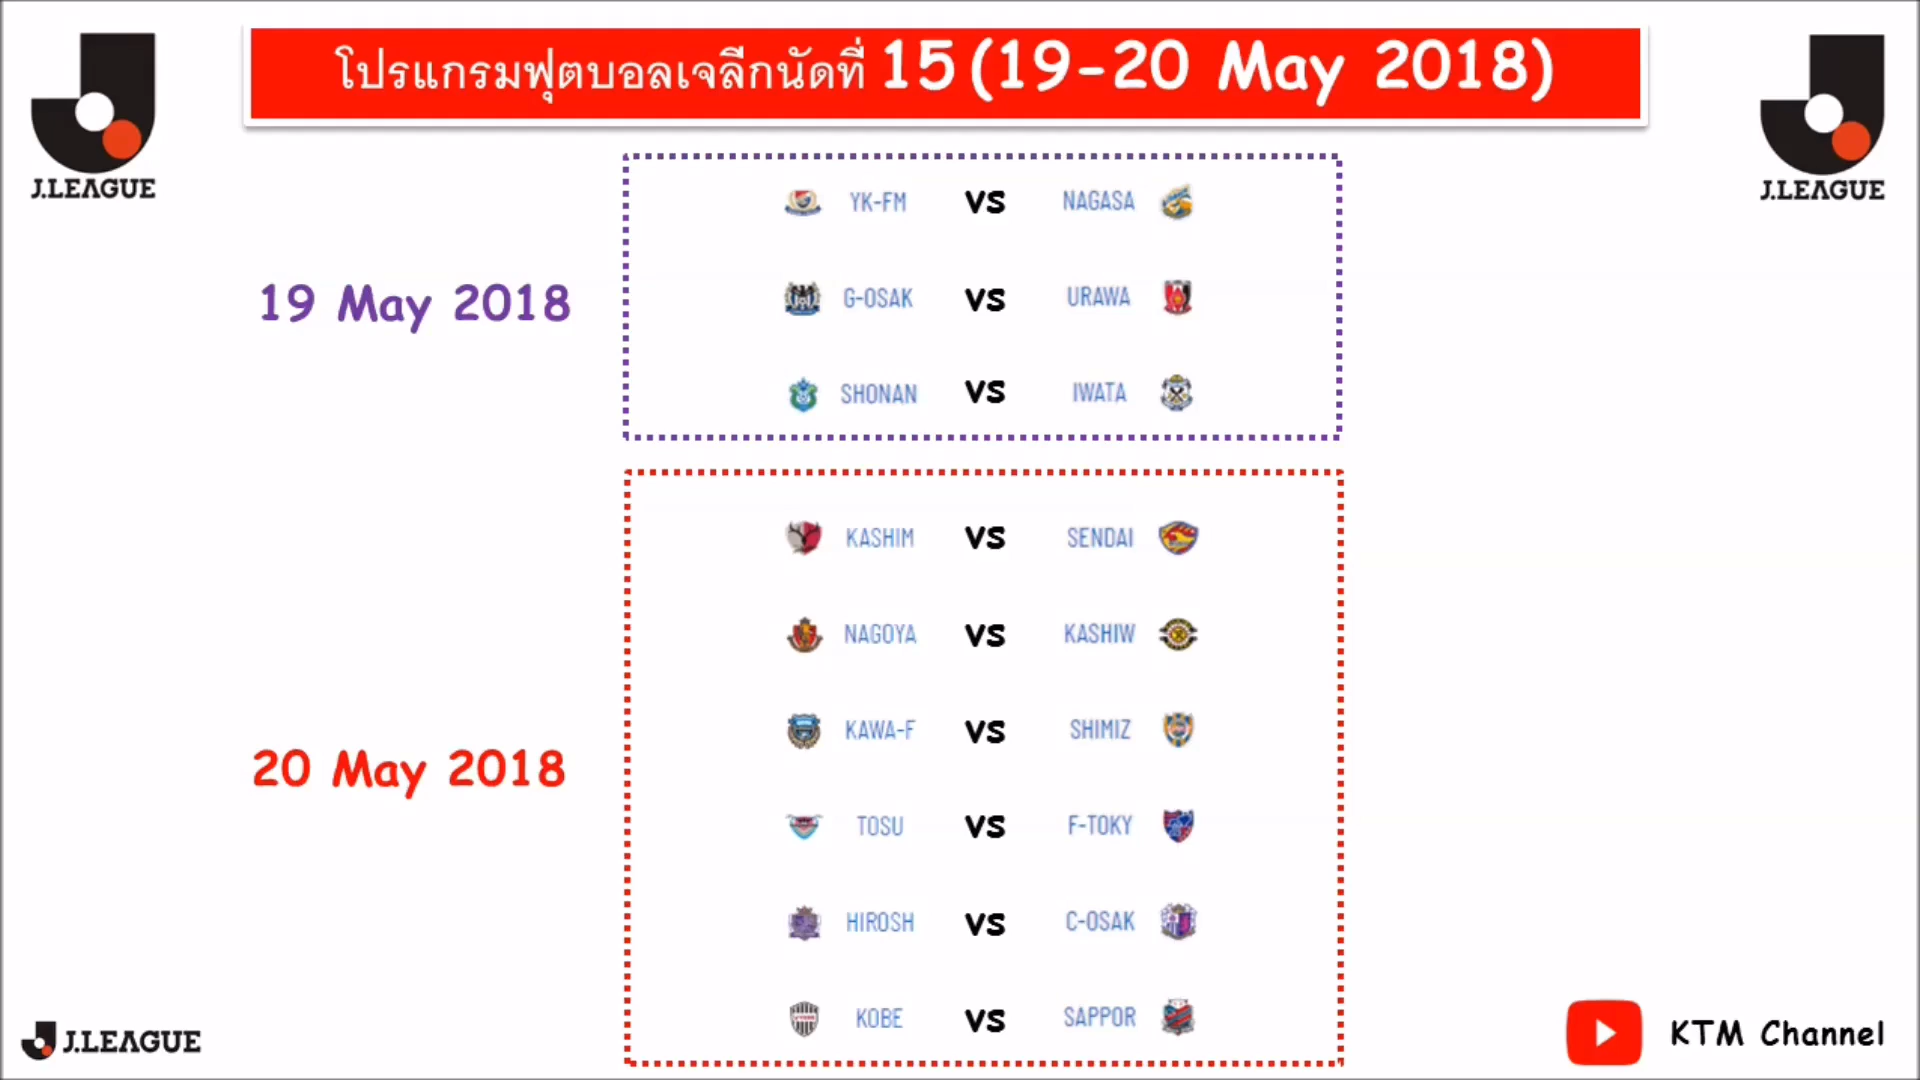 โปรแกรมฟุตบอลเจลีกนัดที่ 15 (19-20 May 2018)
J.LEAGUE
J.LEAGUE
19 May 2018
YK-FM VS NAGASA
G-OSAK VS URAWA
SHONAN VS IWATA
20 May 2018
KASHIM VS SENDAI
NAGOYA VS KASHIW
KAWA-F VS SHIMIZ
TOSU VS F-TOKY
HIROSH VS C-OSAK
KOBE VS SAPPOR
J.LEAGUE
KTM Channel